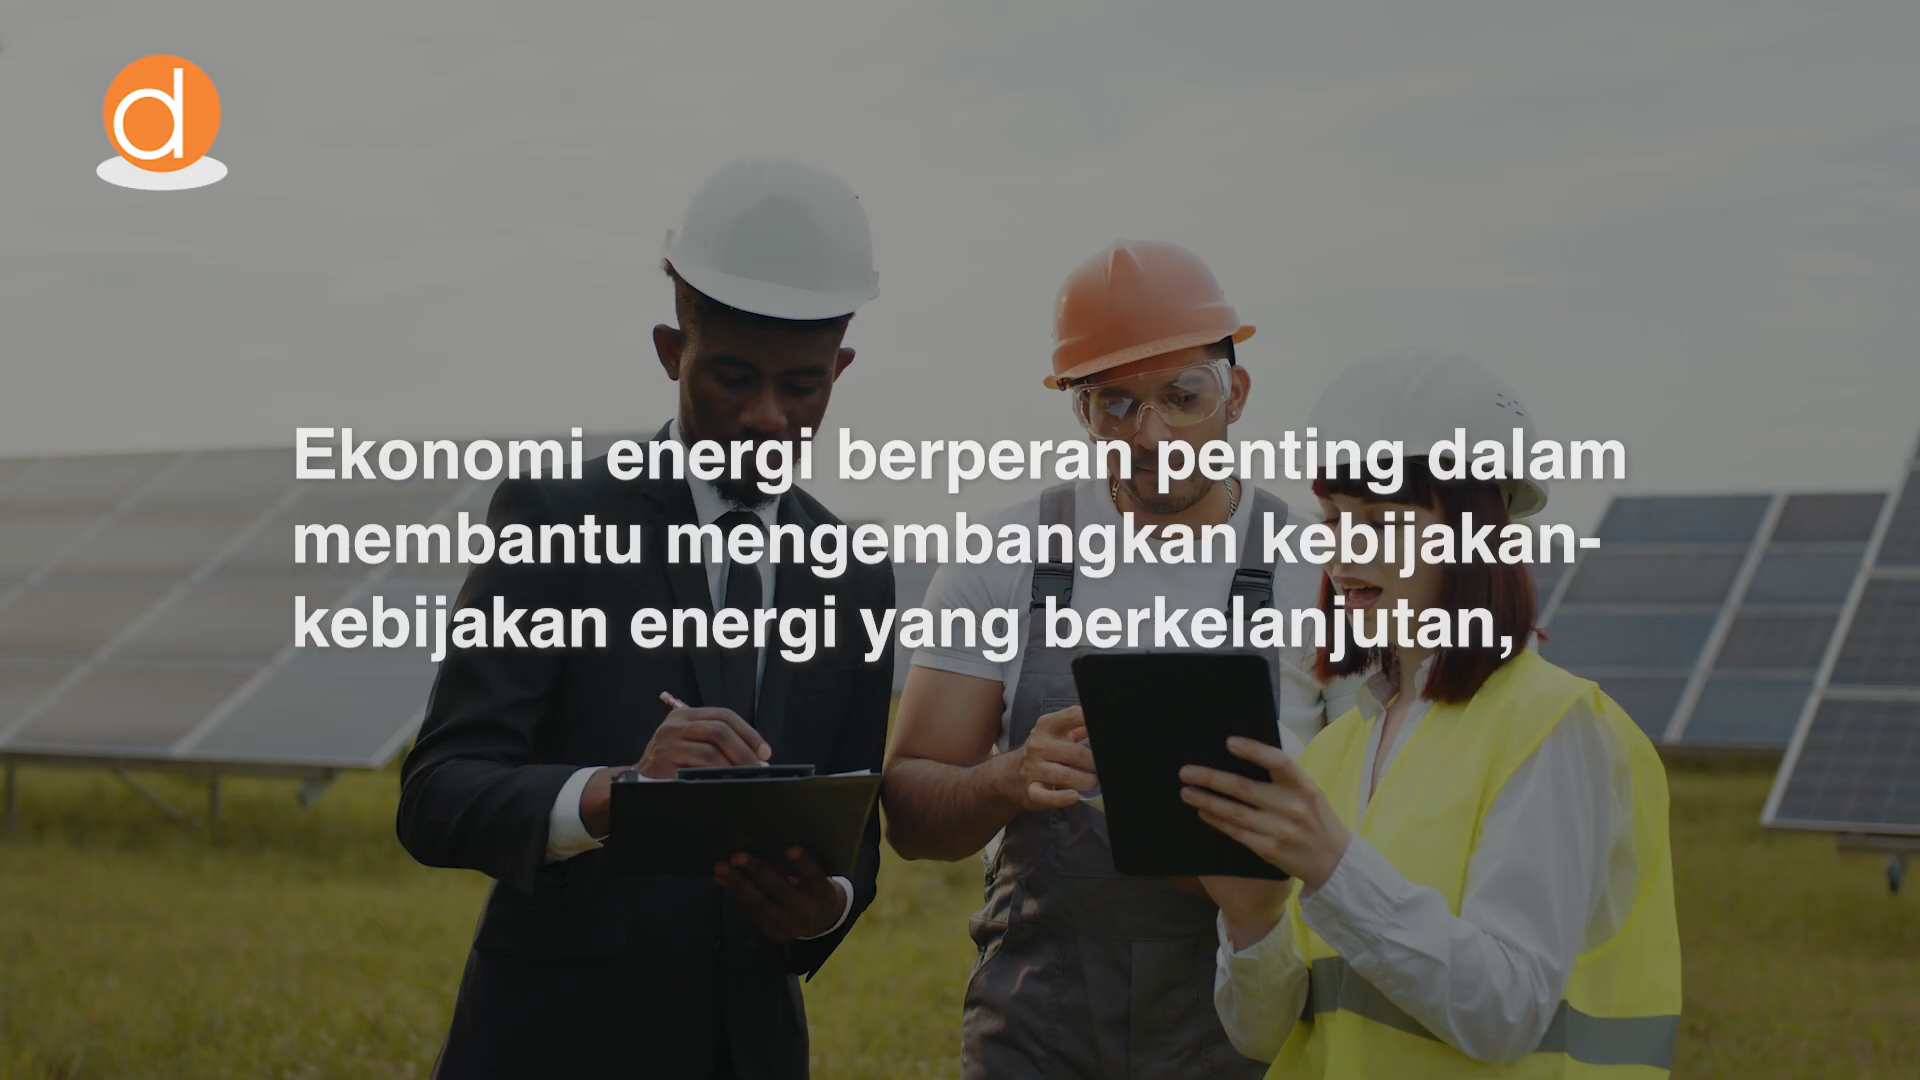 d
Ekonomi energi berperan penting dalam
membantu mengembangkan kebijakan-
kebijakan energi yang berkelanjutan,